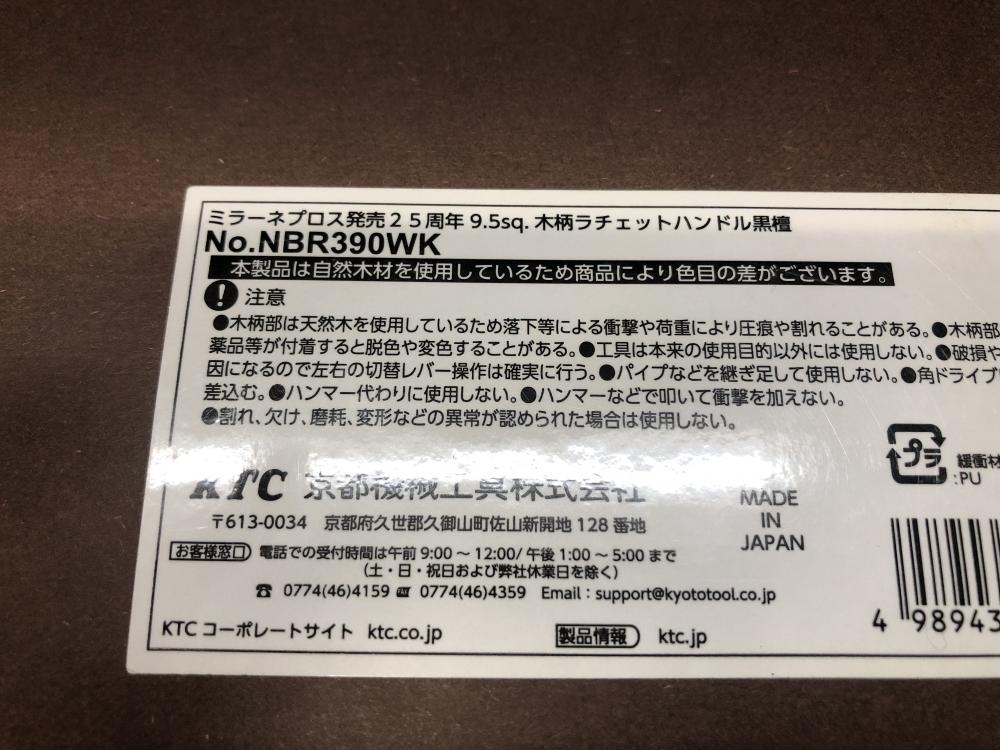 ミラーネプロス発売２５周年 9.5sq. 木柄ラチェットハンドル黒檀
No.NBR390WK
本製品は自然木材を使用しているため商品により色目の差がございます。
注意
●木柄部は天然木を使用しているため落下等による衝撃や荷重により圧痕や割れることがある。●木柄部
薬品等が付着すると脱色や変色することがある。●工具は本来の使用目的以外には使用しない。●破損や
因になるので左右の切替レバー操作は確実に行う。●パイプなどを継ぎ足して使用しない。●角ドライブ
差込む。●ハンマー代わりに使用しない。●ハンマーなどで叩いて衝撃を加えない。
●割れ、欠け、磨耗、変形などの異常が認められた場合は使用しない。
プラ
緩衝材
:PU
KTC 京都機械工具株式会社
MADE
IN
JAPAN
〒613-0034 京都府久世郡久御山町佐山新開地 128 番地
お客様窓口 電話での受付時間は午前 9:00 ～ 12:00/ 午後 1:00 ～ 5:00 まで
（土・日・祝日および弊社休業日を除く）
☎ 0774(46)4159 FAX 0774(46)4359 Email : support@kyototool.co.jp
KTC コーポレートサイト ktc.co.jp 製品情報 ktc.jp
4 98943